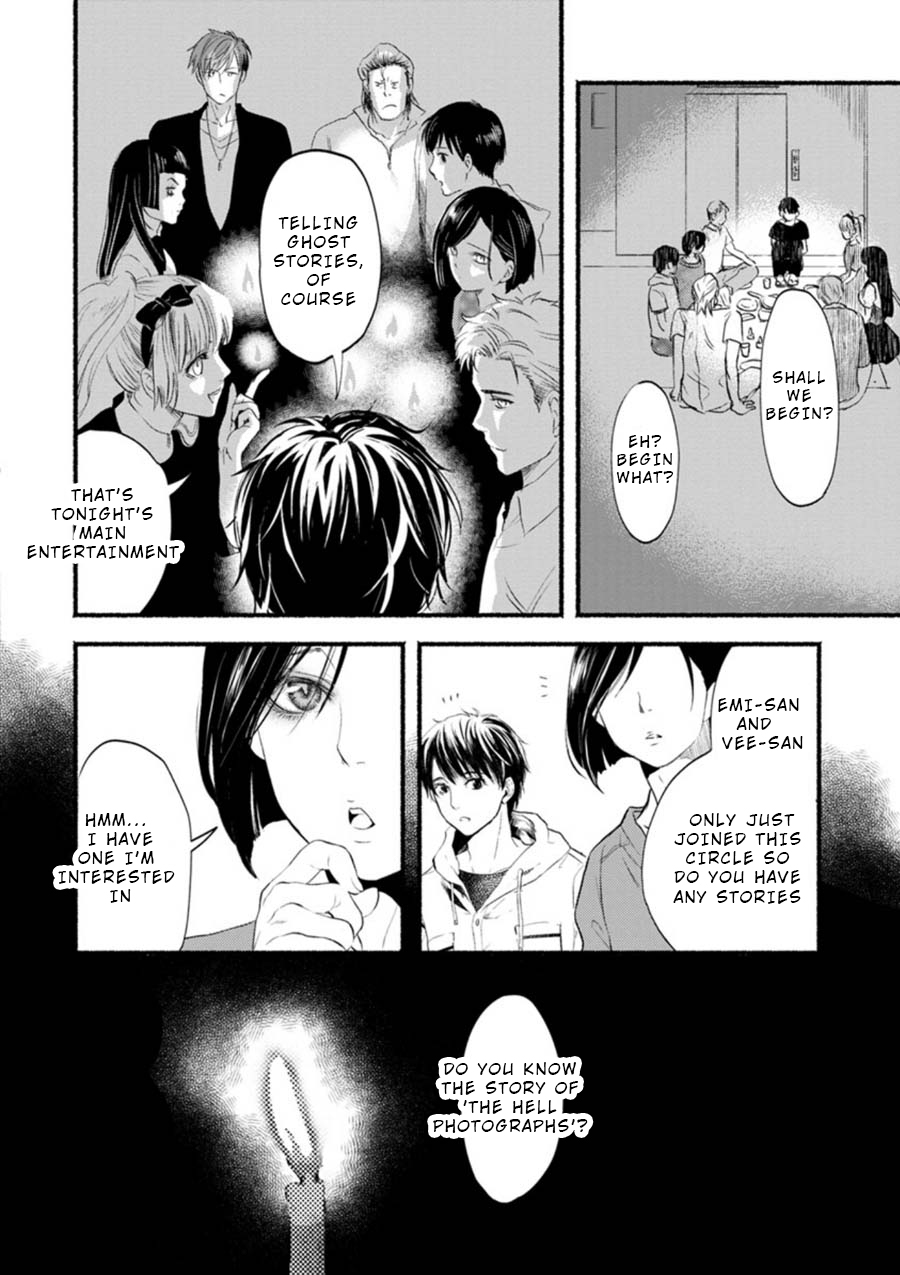 SHALL
WE
BEGIN?
EH?
BEGIN
WHAT?
TELLING
GHOST
STORIES,
OF
COURSE
THAT'S
TONIGHT'S
MAIN
ENTERTAINMENT
EMI-SAN
AND
VEE-SAN
ONLY JUST
JOINED THIS
CIRCLE SO
DO YOU HAVE
ANY STORIES
HMM...
I HAVE
ONE I'M
INTERESTED
IN
DO YOU KNOW
THE STORY OF
'THE HELL
PHOTOGRAPHS'?